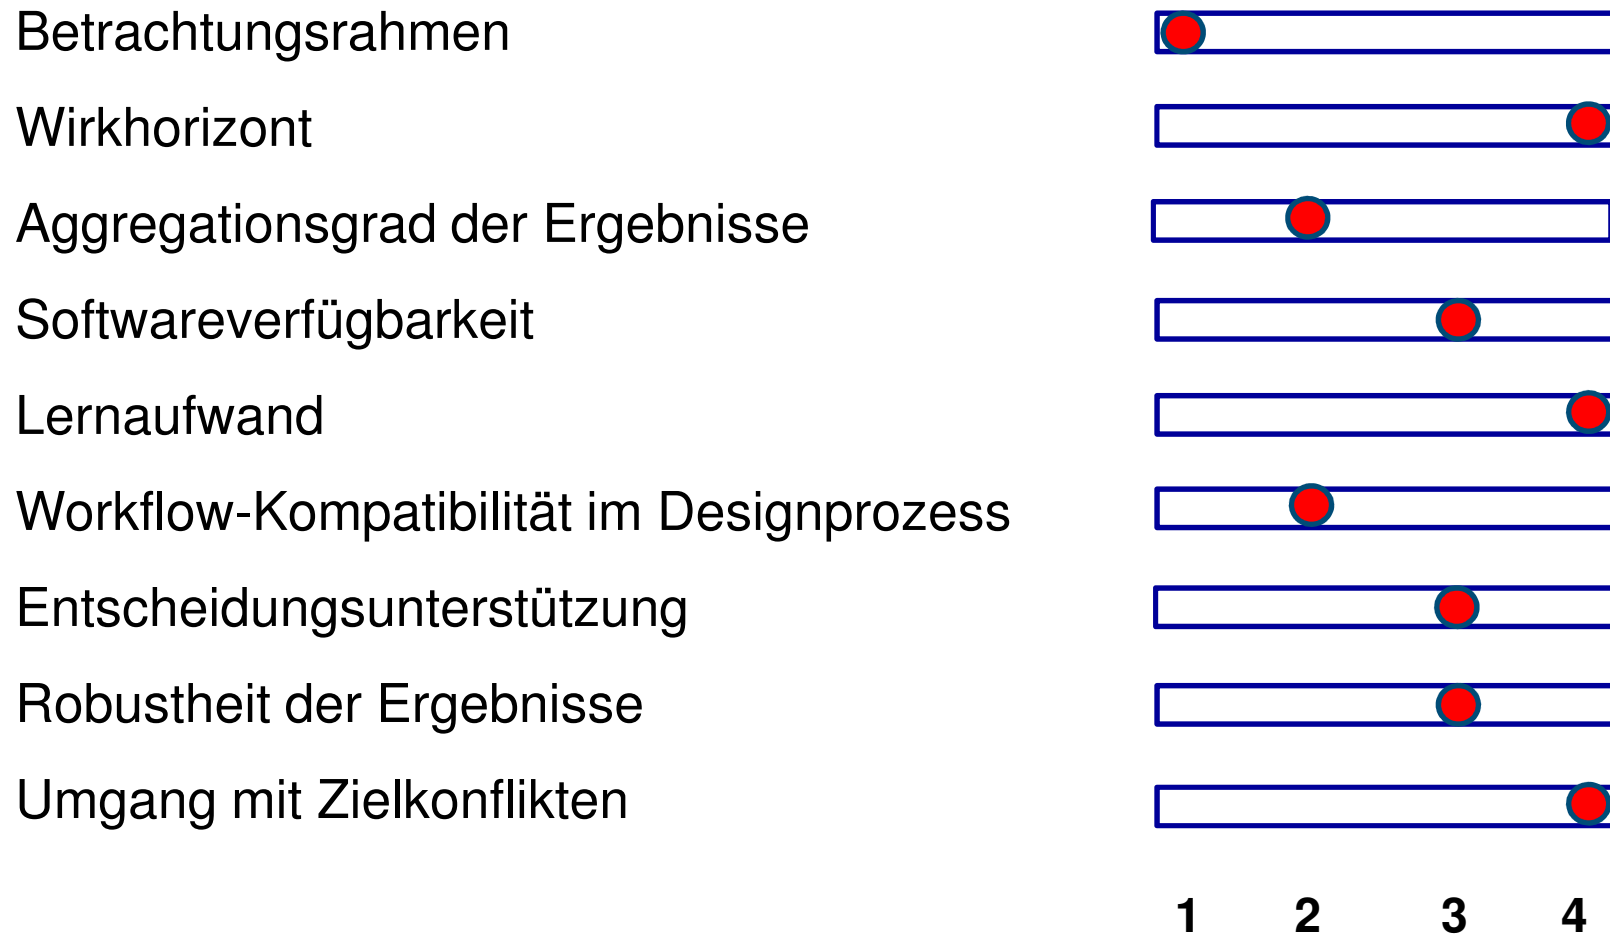 Betrachtungsrahmen
Wirkhorizont
Aggregationsgrad der Ergebnisse
Softwareverfügbarkeit
Lernaufwand
Workflow-Kompatibilität im Designprozess
Entscheidungsunterstützung
Robustheit der Ergebnisse
Umgang mit Zielkonflikten
1 2 3 4